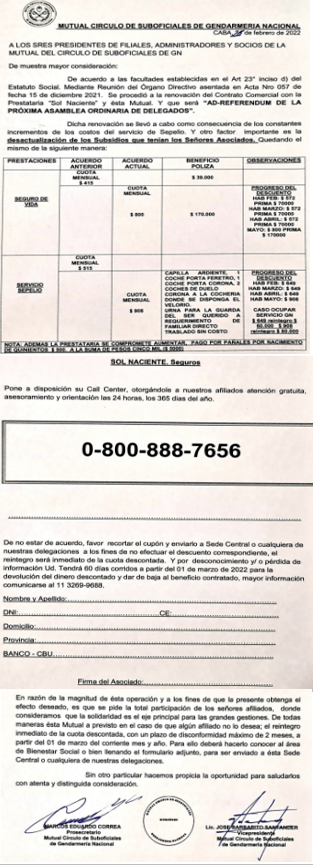 MUTUAL CIRCULO DE SUBOFICIALES DE GENDARMERIA NACIONAL
CABA, de febrero de 2022
A LOS SRES PRESIDENTES DE FILIALES, ADMINISTRADORES Y SOCIOS DE LA
MUTUAL DEL CIRCULO DE SUBOFICIALES DE GN
De muestra mayor consideración:
De acuerdo a las facultades establecidas en el Art 23° inciso d) del
Estatuto Social. Mediante Reunión del Órgano Directivo asentada en Acta Nro 057 de
fecha 15 de diciembre 2021. Se procedió a la renovación del Contrato Comercial con la
Prestataria "Sol Naciente" y ésta Mutual. Y que será "AD-REFERENDUM DE LA
PRÓXIMA ASAMBLEA ORDINARIA DE DELEGADOS".
Dicha renovación se llevó a cabo como consecuencia de los constantes
incrementos de los costos del servicio de Sepelio. Y otro factor importante es la
desactualización de los Subsidios que tenían los Señores Asociados. Quedando el
mismo de la siguiente manera:
PRESTACIONES ACUERDO ANTERIOR ACUERDO ACTUAL BENEFICIO POLIZA OBSERVACIONES
SEGURO DE VIDA
CUOTA MENSUAL $ 415
$ 39.000
CUOTA MENSUAL
$ 800
$ 170.000
PROGRESO DEL
DESCUENTO
HAB FEB: $ 572
PRIMA $ 70000
HAB MARZO: $ 572
PRIMA $ 70000
HAB ABRIL: $ 572
PRIMA $ 70000
MAYO: $ 800 PRIMA
$ 170000
SERVICIO SEPELIO
CUOTA MENSUAL $ 515
CUOTA MENSUAL
$ 908
CAPILLA ARDIENTE, 1
COCHE PORTA FERETRO, 1
COCHE PORTA CORONA, 2
COCHES DE DUELO
CORONA A LA COCHERIA
DONDE SE DISPONGA EL
VELORIO.
URNA PARA LA GUARDA
DEL SER QUERIDO A
REQUERIMIENTO DE
FAMILIAR DIRECTO
TRASLADO SIN COSTO
PROGRESO DEL
DESCUENTO
HAB FEB: $ 649
HAB MARZO: $ 649
HAB ABRIL: $ 649
HAB MAYO: $ 908
CASO OCUPAR
SERVICIO GN
$ 649 reintegro $
60.000 $ 908
reintegro $ 80.000
NOTA: ADEMAS LA PRESTATARIA SE COMPROMETE AUMENTAR, PAGO POR PAÑALES POR NACIMIENTO
DE QUINIENTOS $ 500. A LA SUMA DE PESOS CINCO MIL ($ 5000)
SOL NACIENTE. Seguros
Pone a disposición su Call Center, otorgándole a nuestros afiliados atención gratuita,
asesoramiento y orientación las 24 horas, los 365 días del año.
0-800-888-7656
De no estar de acuerdo, favor recortar el cupón y enviarlo a Sede Central o cualquiera de
nuestras delegaciones a los fines de no efectuar el descuento correspondiente, el
reintegro será inmediato de la cuota descontada. Y por desconocimiento y/o pérdida de
información Ud. Tendrá 60 días corridos a partir del 01 de marzo de 2022 para la
devolución del dinero descontado y dar de baja al beneficio contratado, mayor información
comunicarse al 11 3269-9688.
Nombre y Apellido:
DNI: CE:
Domicilio:
Provincia:
BANCO - CBU
Firma del Asociado:
En razón de la magnitud de ésta operación y a los fines de que la presente obtenga el
efecto deseado, es que se pide la total participación de los señores afiliados, donde
consideramos que la solidaridad es el eje principal para las grandes gestiones. De todas
maneras ésta Mutual a previsto en el caso de que algún afiliado no lo desea; el reintegro
inmediato de la cuota descontada, con un plazo de disconformidad máximo de 2 meses, a
partir del 01 de marzo del corriente mes y año. Para ello deberá hacerlo conocer al área
de Bienestar Social o bien llenando el formulario adjunto, para ser enviado a ésta Sede
Central o cualquiera de nuestras delegaciones.
Sin otro particular hacemos propicia la oportunidad para saludarlos
con atenta y distinguida consideración.
MARCOS EDUARDO CORREA
Prosecretario
Mutual Círculo de Suboficiales
de Gendarmería Nacional
Lic. JOSE BARBARITO SANTANDER
Vicepresidente
Mutual Círculo de Suboficiales
de Gendarmería Nacional